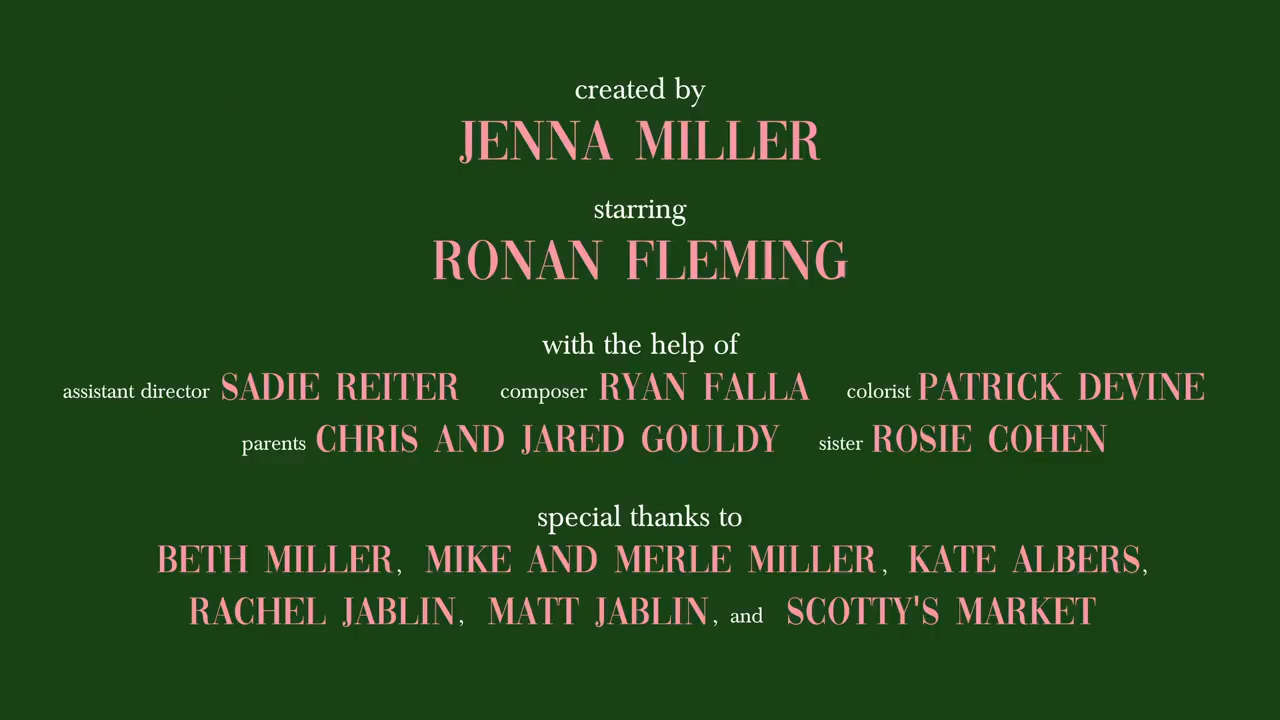 created by
JENNA MILLER
starring
RONAN FLEMING
with the help of
assistant director SADIE REITER composer RYAN FALLA colorist PATRICK DEVINE
parents CHRIS AND JARED GOULDY sister ROSIE COHEN
special thanks to
BETH MILLER, MIKE AND MERLE MILLER, KATE ALBERS,
RACHEL JABLIN, MATT JABLIN, and SCOTTY'S MARKET